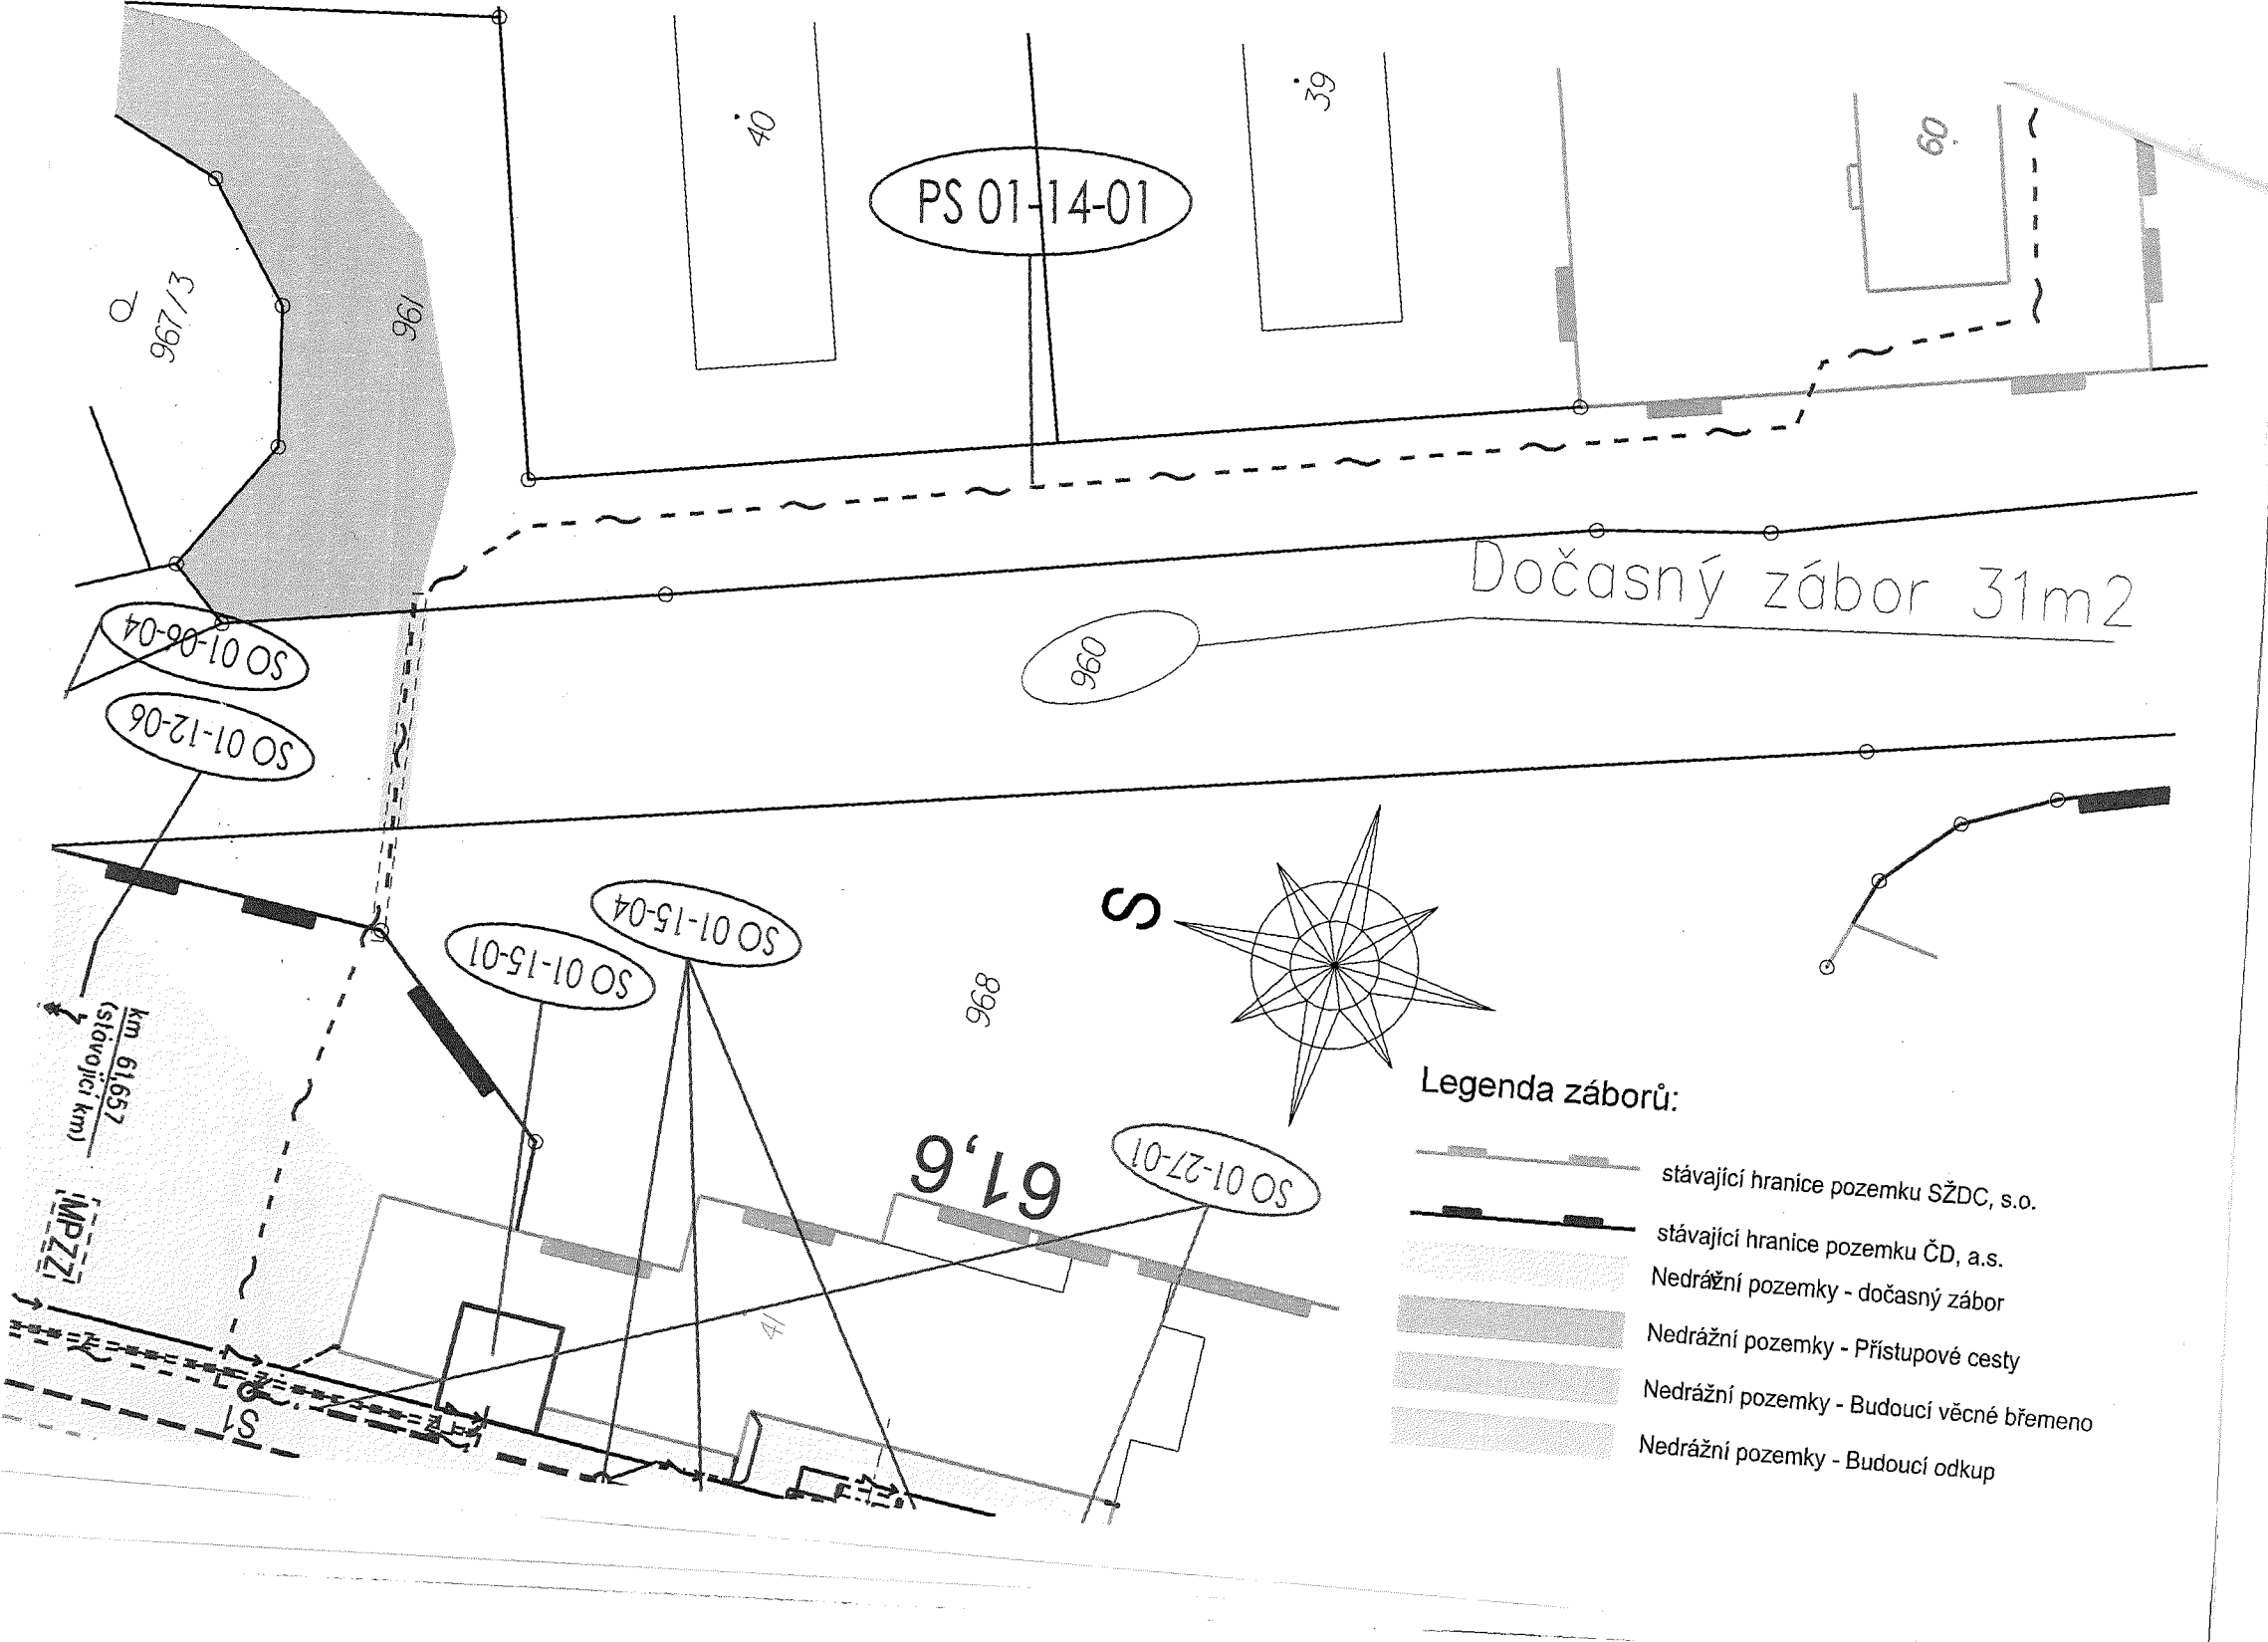 40
39
60
PS 01-14-01
961
967/3
Dočasný zábor 31m2
960
SO 01-06-04
SO 01-12-06
SO 01-15-04
SO 01-15-01
968
S
km 61,657
(stávající km)
61,6
SO 01-27-01
MPZZ
41
S1
Legenda záborů:
stávající hranice pozemku SŽDC, s.o.
stávající hranice pozemku ČD, a.s.
Nedrážní pozemky - dočasný zábor
Nedrážní pozemky - Přístupové cesty
Nedrážní pozemky - Budoucí věcné břemeno
Nedrážní pozemky - Budoucí odkup